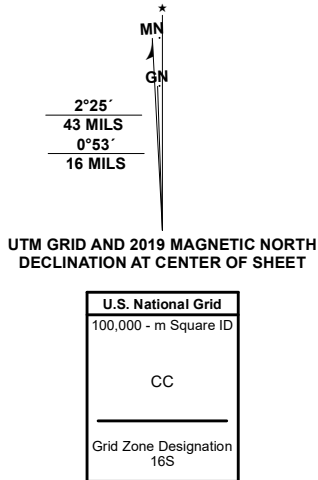 ★
MN
GN
2°25´
43 MILS
0°53´
16 MILS
UTM GRID AND 2019 MAGNETIC NORTH
DECLINATION AT CENTER OF SHEET
U.S. National Grid
100,000 - m Square ID
CC
Grid Zone Designation
16S